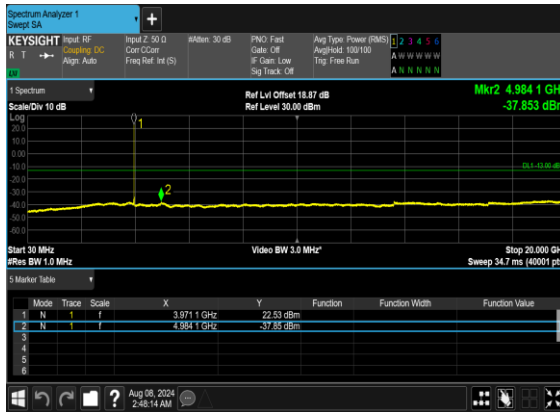 Spectrum Analyzer 1
Swept SA
+
KEYSIGHT Input: RF Input Z: 50 Ω #Atten: 30 dB PNO: Fast Avg Type: Power (RMS) 1 2 3 4 5 6
R T Coupling: DC Corr CCorr Gate: Off Avg|Hold: 100/100 A W W W W W
Align: Auto Freq Ref: Int (S) IF Gain: Low Trig: Free Run
Sig Track: Off A N N N N N
1 Spectrum Ref Lvl Offset 18.87 dB Mkr2 4.984 1 GHz
Scale/Div 10 dB Ref Level 30.00 dBm -37.853 dBm
Log
20.0
10.0
0.00
-10.0
-20.0
-30.0
-40.0
-50.0
-60.0
1
2
DL1 -13.00 dB
Start 30 MHz Video BW 3.0 MHz* Stop 20.000 GH
#Res BW 1.0 MHz Sweep 34.7 ms (40001 pt
5 Marker Table
Mode Trace Scale X Y Function Function Width Function Value
1 N 1 f 3.971 1 GHz 22.53 dBm
2 N 1 f 4.984 1 GHz -37.85 dBm
3
4
5
6
? Aug 08, 2024
2:48:14 AM